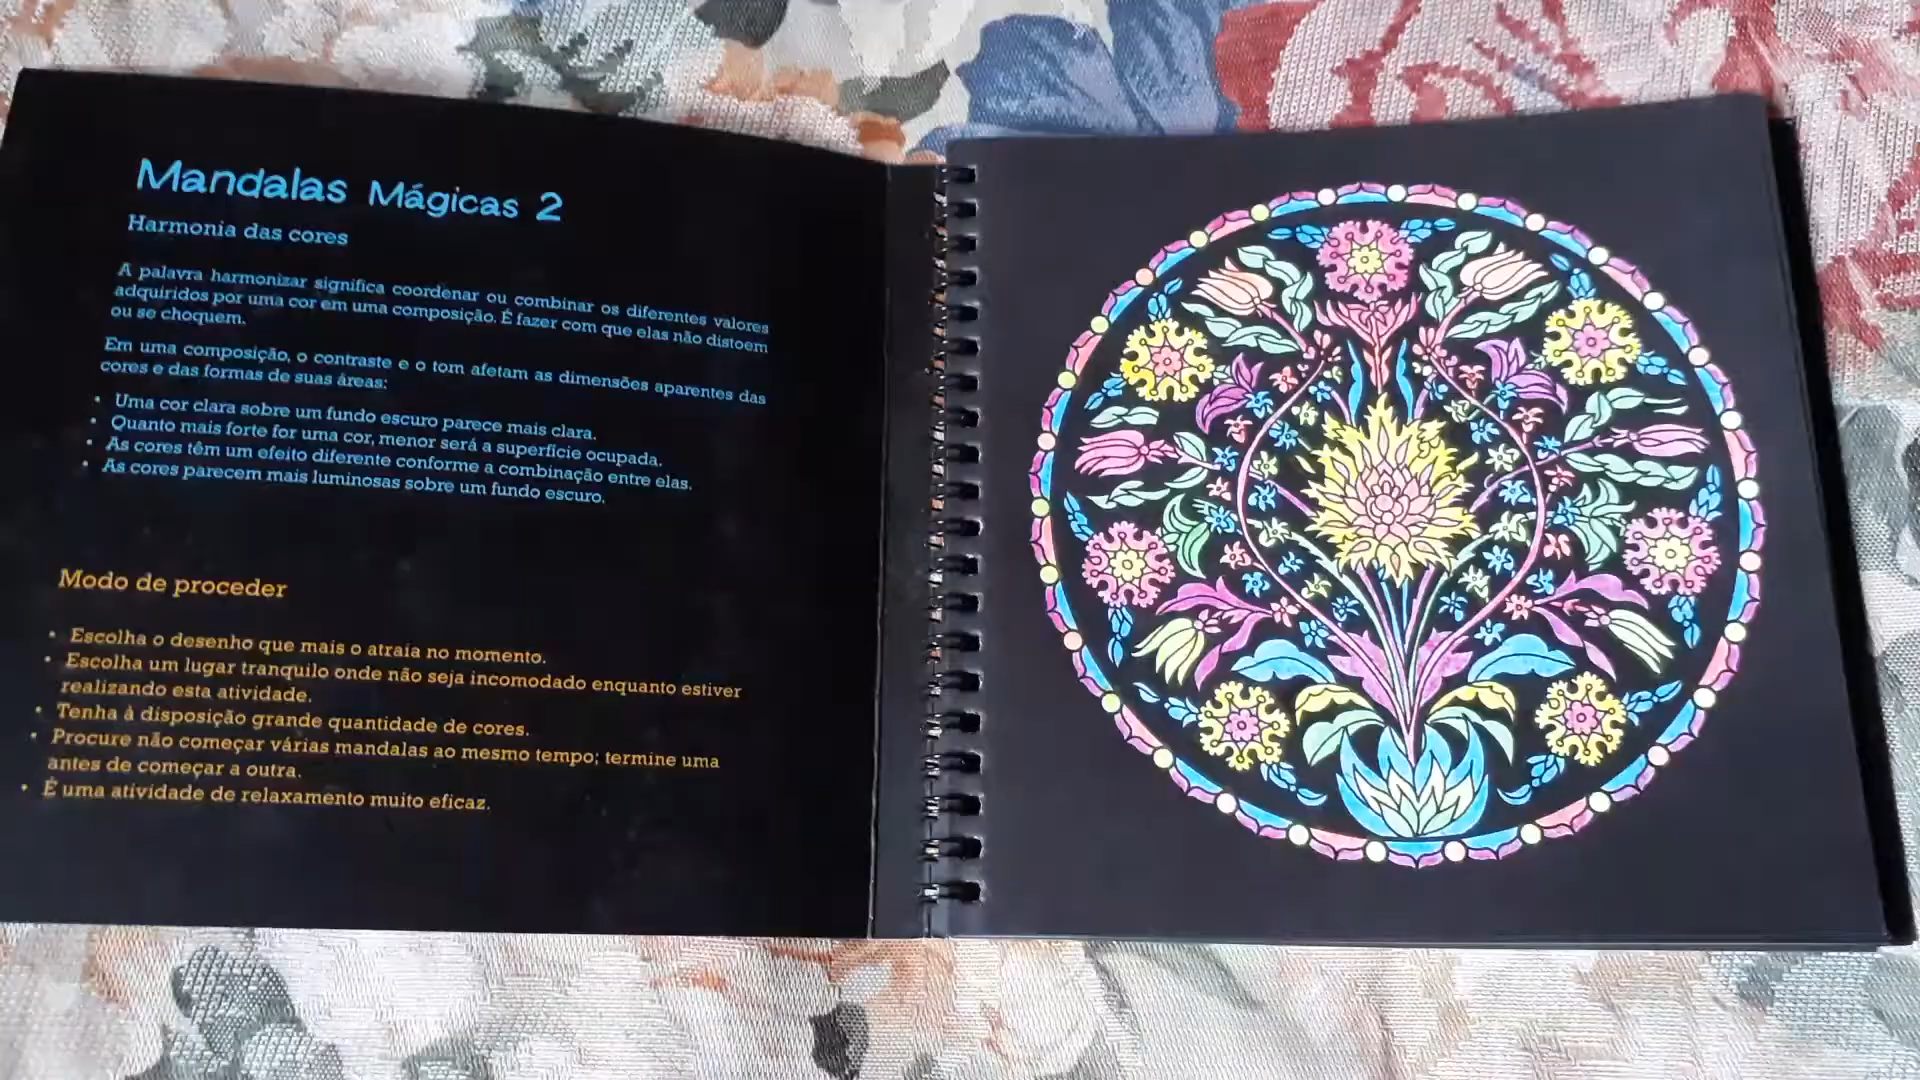 Mandalas Mágicas 2
Harmonia das cores
A palavra harmonizar significa coordenar ou combinar os diferentes valores
adquiridos por uma cor em uma composição. É fazer com que elas não distoem
ou se choquem.
Em uma composição, o contraste e o tom afetam as dimensões aparentes das
cores e das formas de suas áreas:
• Uma cor clara sobre um fundo escuro parece mais clara.
• Quanto mais forte for uma cor, menor será a superfície ocupada.
• As cores têm um efeito diferente conforme a combinação entre elas.
• As cores parecem mais luminosas sobre um fundo escuro.
Modo de proceder
• Escolha o desenho que mais o atraia no momento.
• Escolha um lugar tranquilo onde não seja incomodado enquanto estiver
realizando esta atividade.
• Tenha à disposição grande quantidade de cores.
• Procure não começar várias mandalas ao mesmo tempo; termine uma
antes de começar a outra.
• É uma atividade de relaxamento muito eficaz.